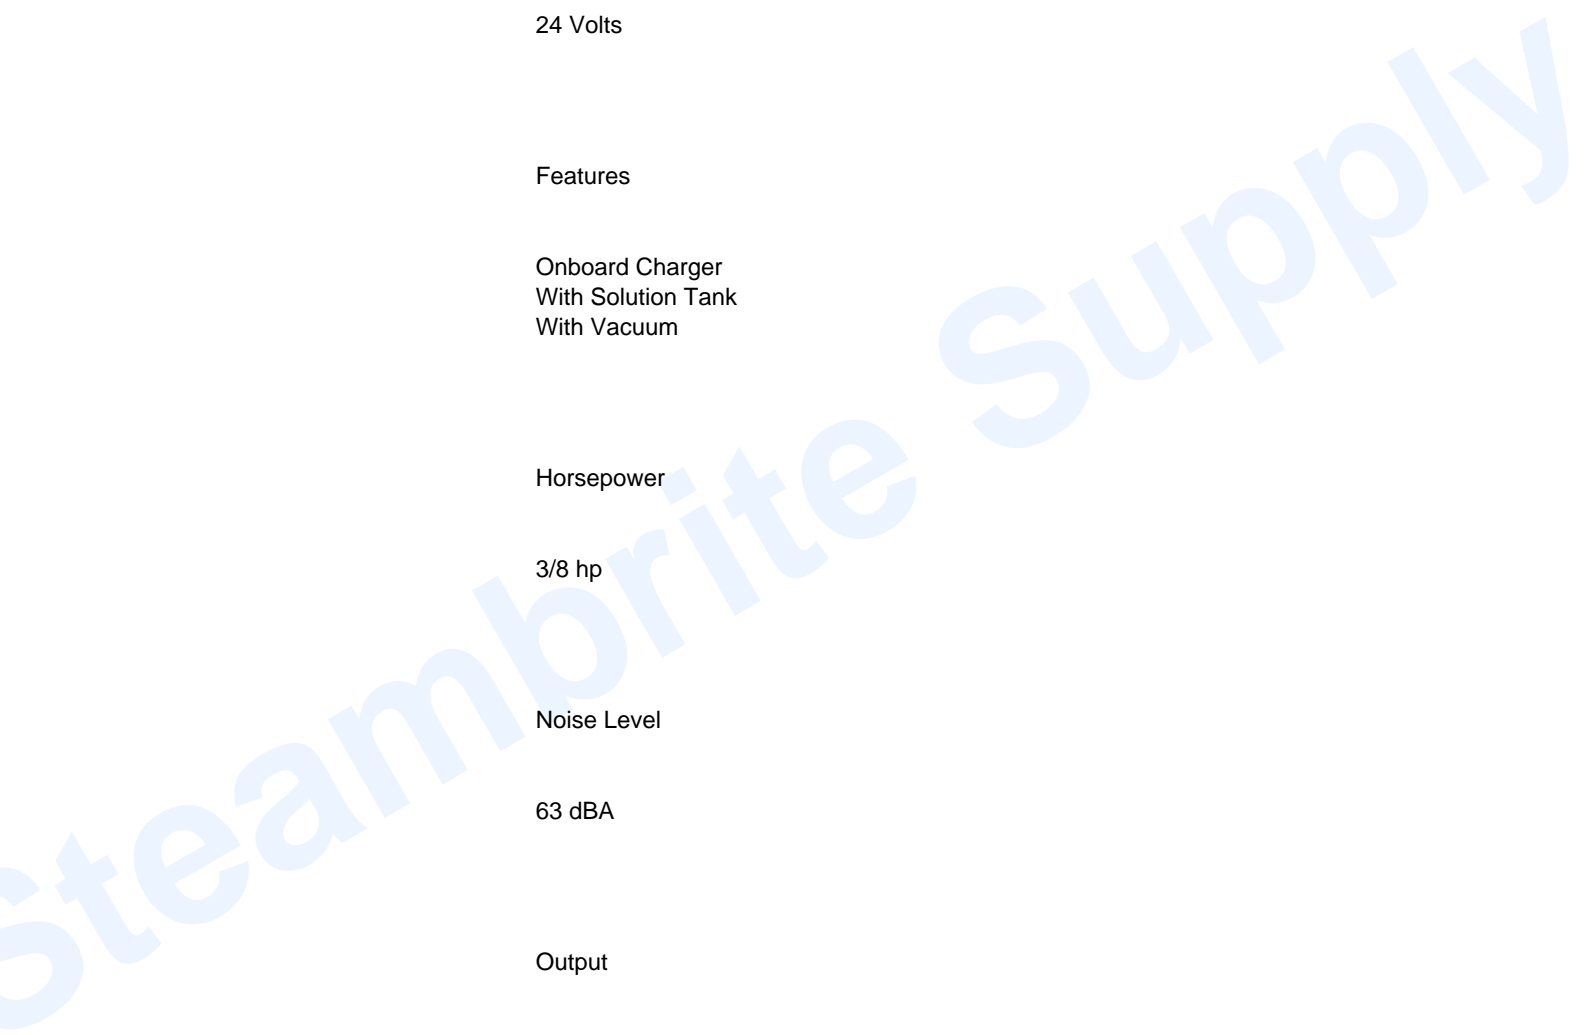 24 Volts
Features
Onboard Charger
With Solution Tank
With Vacuum
Horsepower
3/8 hp
Noise Level
63 dBA
Output
Steambrite Supply